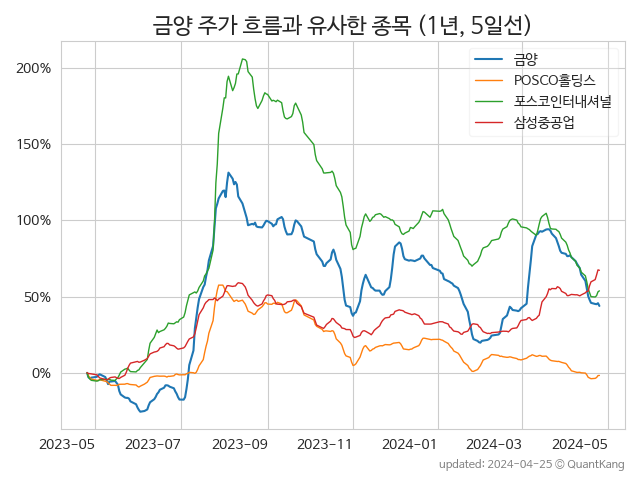 금양 주가 흐름과 유사한 종목 (1년, 5일선)
금양
POSCO홀딩스
포스코인터내셔널
삼성중공업
200%
150%
100%
50%
0%
2023-05 2023-07 2023-09 2023-11 2024-01 2024-03 2024-05
updated: 2024-04-25 © QuantKang